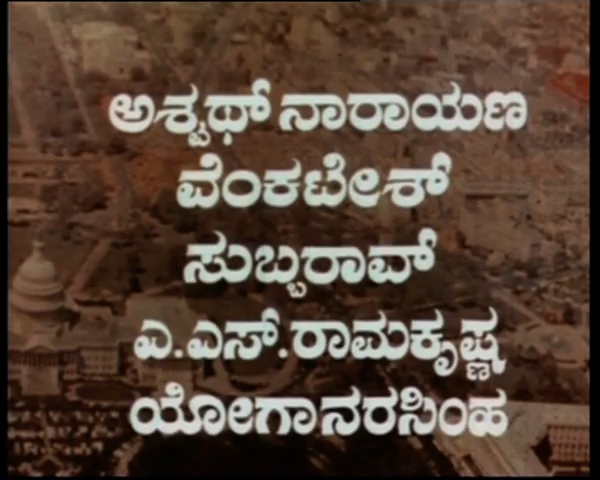 ಅಶ್ವಥ್ ನಾರಾಯಣ
ವೆಂಕಟೇಶ್
ಸುಬ್ಬರಾವ್
ಎ.ಎಸ್.ರಾಮಕೃಷ್ಣ
ಯೋಗಾನರಸಿಂಹ